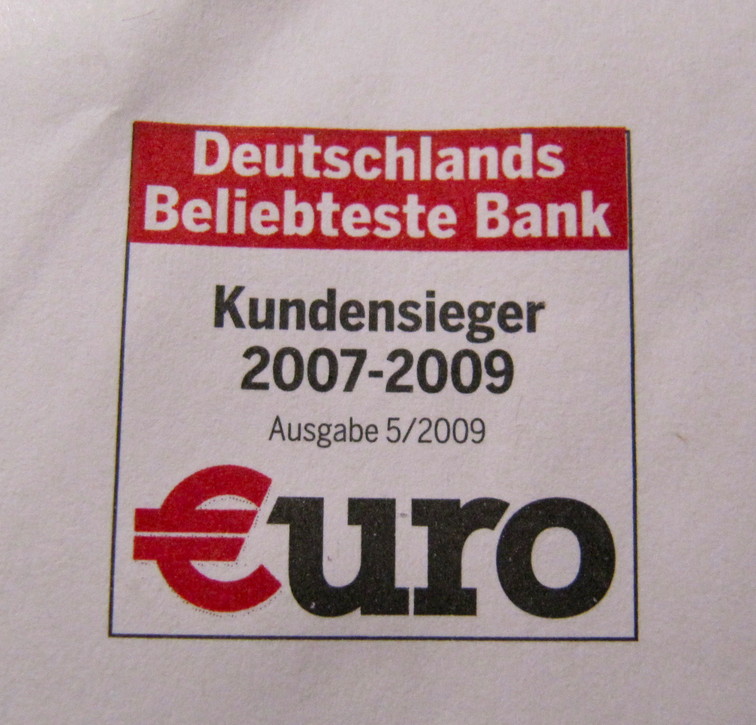 Deutschlands
Beliebteste Bank
Kundensieger
2007-2009
Ausgabe 5/2009
€uro